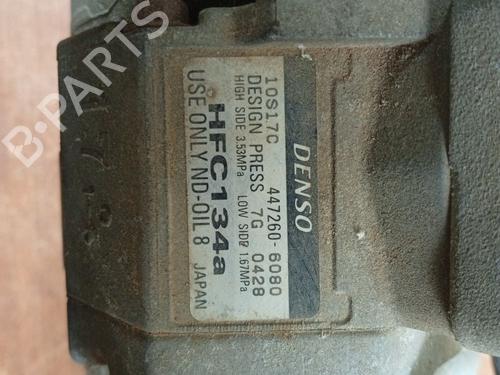 DENSO
10S17C 447260-6080
DESIGN PRESS 7G 0428
HIGH SIDE 3.53MPa LOW SIDE 1.67MPa
HFC134a
USE ONLY ND-OIL 8 JAPAN
B-PARTS